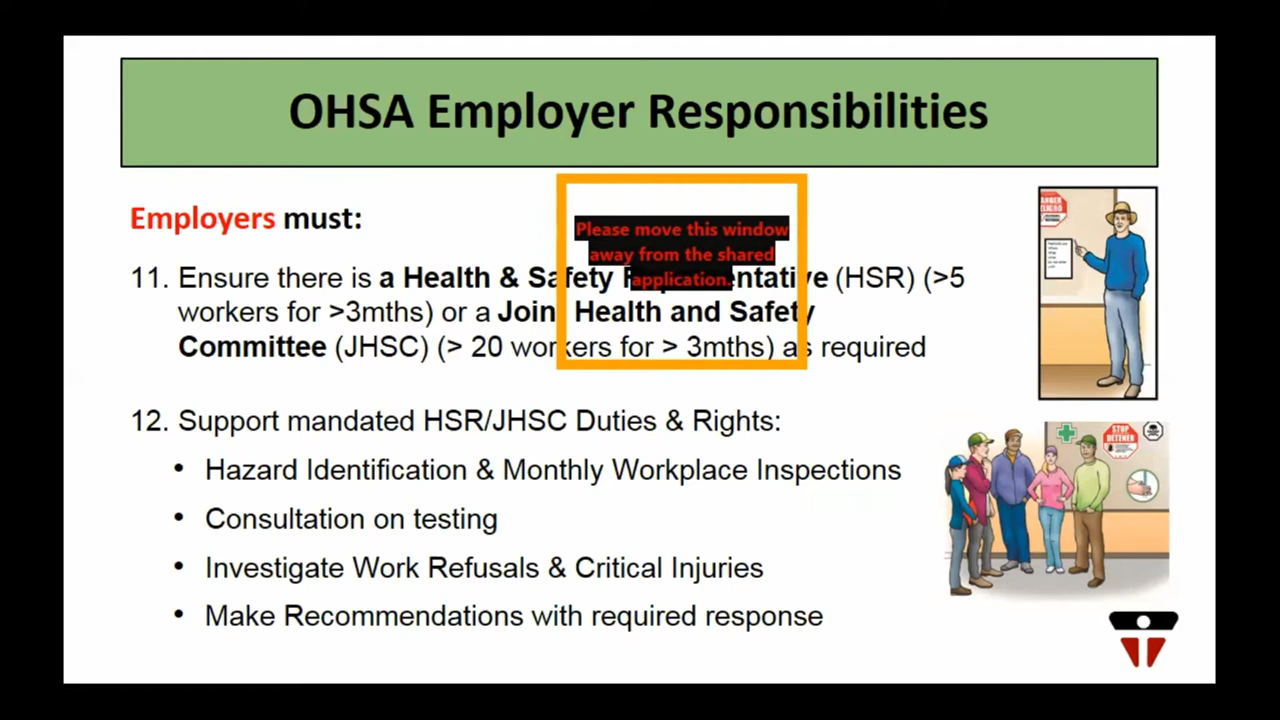 OHSA Employer Responsibilities
Employers must:
Please move this window
away from the shared
application.
11. Ensure there is a Health & Safety Representative (HSR) (>5
workers for >3mths) or a Joint Health and Safety
Committee (JHSC) (> 20 workers for > 3mths) as required
12. Support mandated HSR/JHSC Duties & Rights:
• Hazard Identification & Monthly Workplace Inspections
• Consultation on testing
• Investigate Work Refusals & Critical Injuries
• Make Recommendations with required response
STOP
DETENER